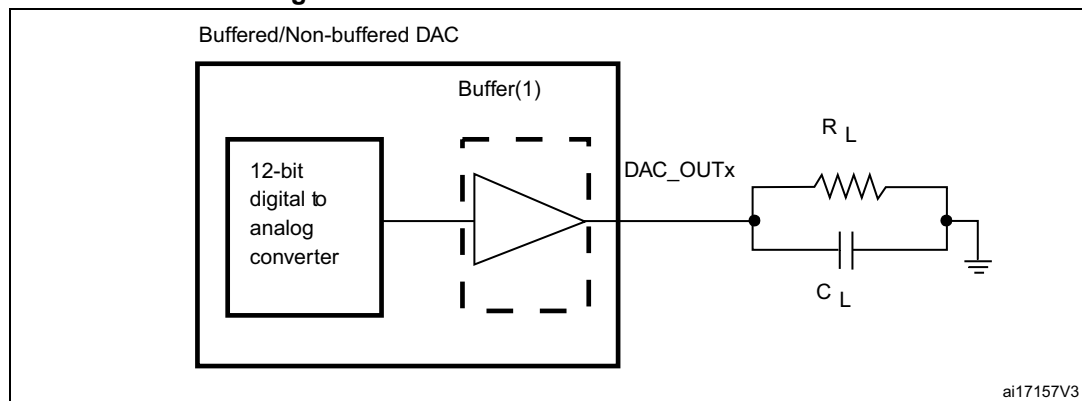 Buffered/Non-buffered DAC
Buffer(1)
12-bit
digital to
analog
converter
DAC_OUTx
R L
C L
ai17157V3